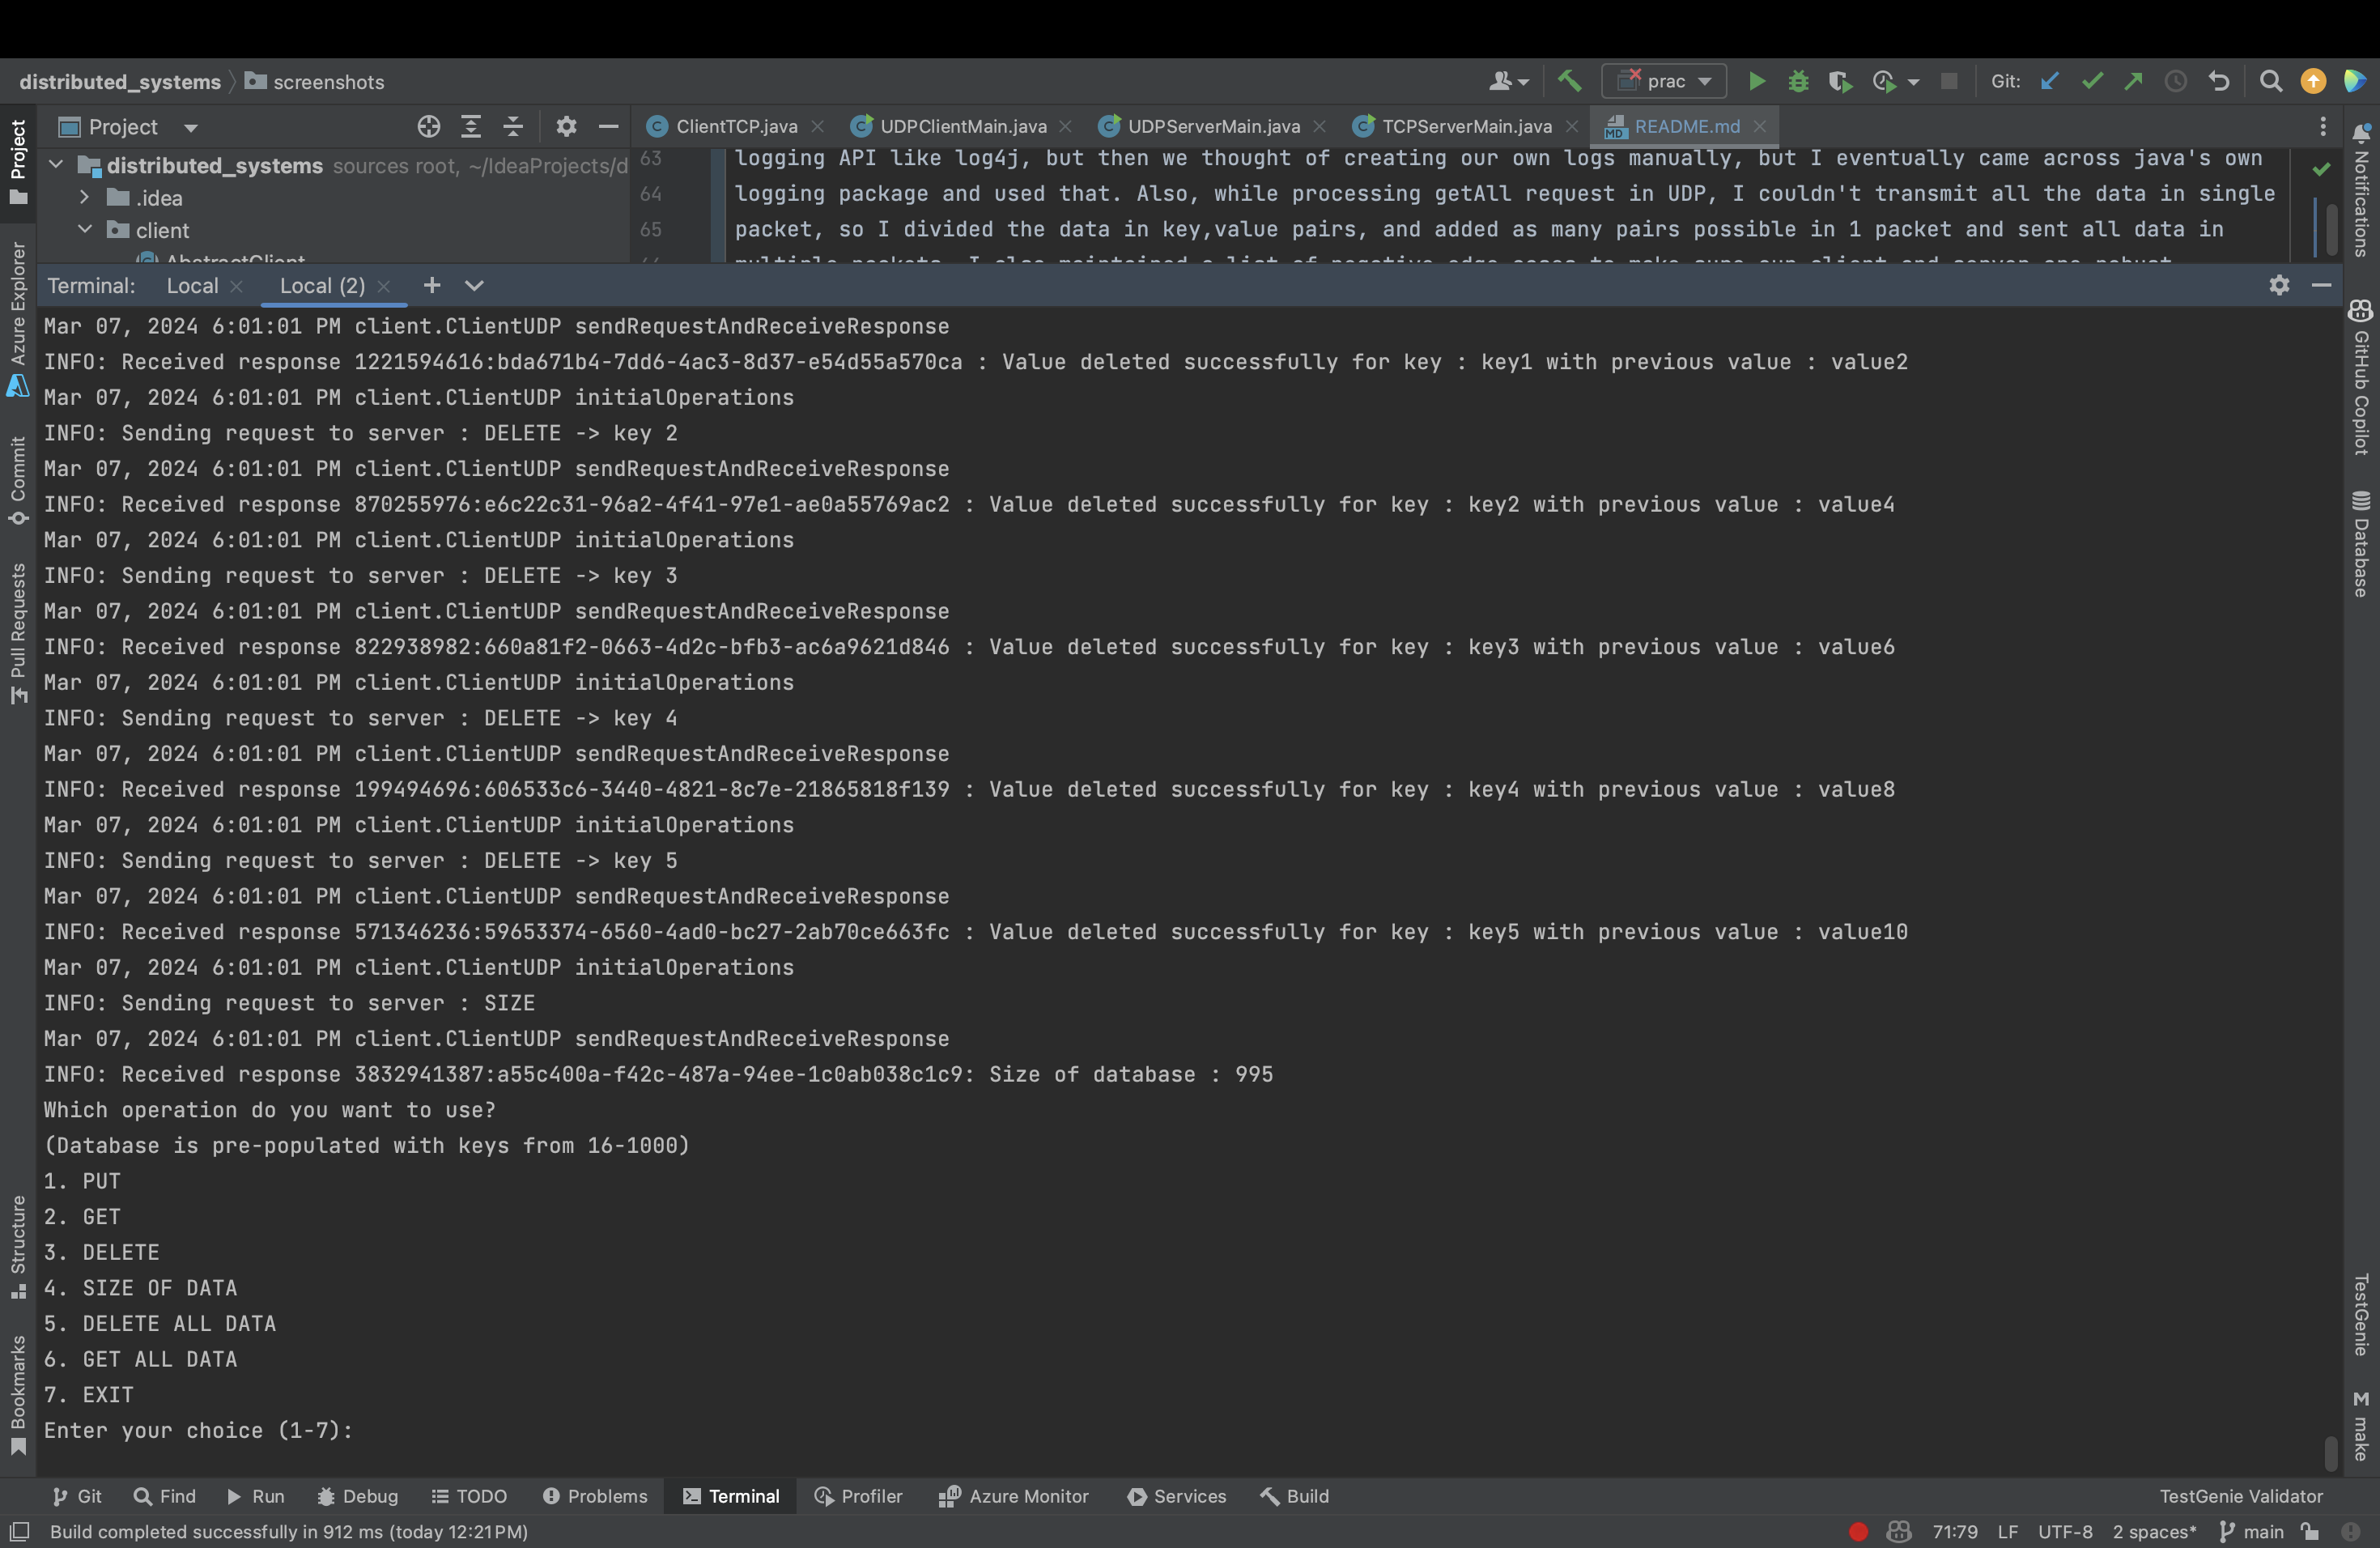 distributed_systems screenshots prac Git:
Project ClientTCP.java UDPClientMain.java UDPServerMain.java TCPServerMain.java README.md
distributed_systems sources root, ~/IdeaProjects/d
.idea
client
AbstractClient
63 logging API like log4j, but then we thought of creating our own logs manually, but I eventually came across java's own
64 logging package and used that. Also, while processing getAll request in UDP, I couldn't transmit all the data in single
65 packet, so I divided the data in key,value pairs, and added as many pairs possible in 1 packet and sent all data in
Terminal: Local Local (2)
Mar 07, 2024 6:01:01 PM client.ClientUDP sendRequestAndReceiveResponse
INFO: Received response 1221594616:bda671b4-7dd6-4ac3-8d37-e54d55a570ca : Value deleted successfully for key : key1 with previous value : value2
Mar 07, 2024 6:01:01 PM client.ClientUDP initialOperations
INFO: Sending request to server : DELETE -> key 2
Mar 07, 2024 6:01:01 PM client.ClientUDP sendRequestAndReceiveResponse
INFO: Received response 870255976:e6c22c31-96a2-4f41-97e1-ae0a55769ac2 : Value deleted successfully for key : key2 with previous value : value4
Mar 07, 2024 6:01:01 PM client.ClientUDP initialOperations
INFO: Sending request to server : DELETE -> key 3
Mar 07, 2024 6:01:01 PM client.ClientUDP sendRequestAndReceiveResponse
INFO: Received response 822938982:660a81f2-0663-4d2c-bfb3-ac6a9621d846 : Value deleted successfully for key : key3 with previous value : value6
Mar 07, 2024 6:01:01 PM client.ClientUDP initialOperations
INFO: Sending request to server : DELETE -> key 4
Mar 07, 2024 6:01:01 PM client.ClientUDP sendRequestAndReceiveResponse
INFO: Received response 199494696:606533c6-3440-4821-8c7e-21865818f139 : Value deleted successfully for key : key4 with previous value : value8
Mar 07, 2024 6:01:01 PM client.ClientUDP initialOperations
INFO: Sending request to server : DELETE -> key 5
Mar 07, 2024 6:01:01 PM client.ClientUDP sendRequestAndReceiveResponse
INFO: Received response 571346236:59653374-6560-4ad0-bc27-2ab70ce663fc : Value deleted successfully for key : key5 with previous value : value10
Mar 07, 2024 6:01:01 PM client.ClientUDP initialOperations
INFO: Sending request to server : SIZE
Mar 07, 2024 6:01:01 PM client.ClientUDP sendRequestAndReceiveResponse
INFO: Received response 3832941387:a55c400a-f42c-487a-94ee-1c0ab038c1c9: Size of database : 995
Which operation do you want to use?
(Database is pre-populated with keys from 16-1000)
1. PUT
2. GET
3. DELETE
4. SIZE OF DATA
5. DELETE ALL DATA
6. GET ALL DATA
7. EXIT
Enter your choice (1-7):
Project
Azure Explorer
Commit
Pull Requests
Structure
Bookmarks
Notifications
GitHub Copilot
Database
TestGenie
make
Git Find Run Debug TODO Problems Terminal Profiler Azure Monitor Services Build TestGenie Validator
Build completed successfully in 912 ms (today 12:21 PM) 71:79 LF UTF-8 2 spaces* main